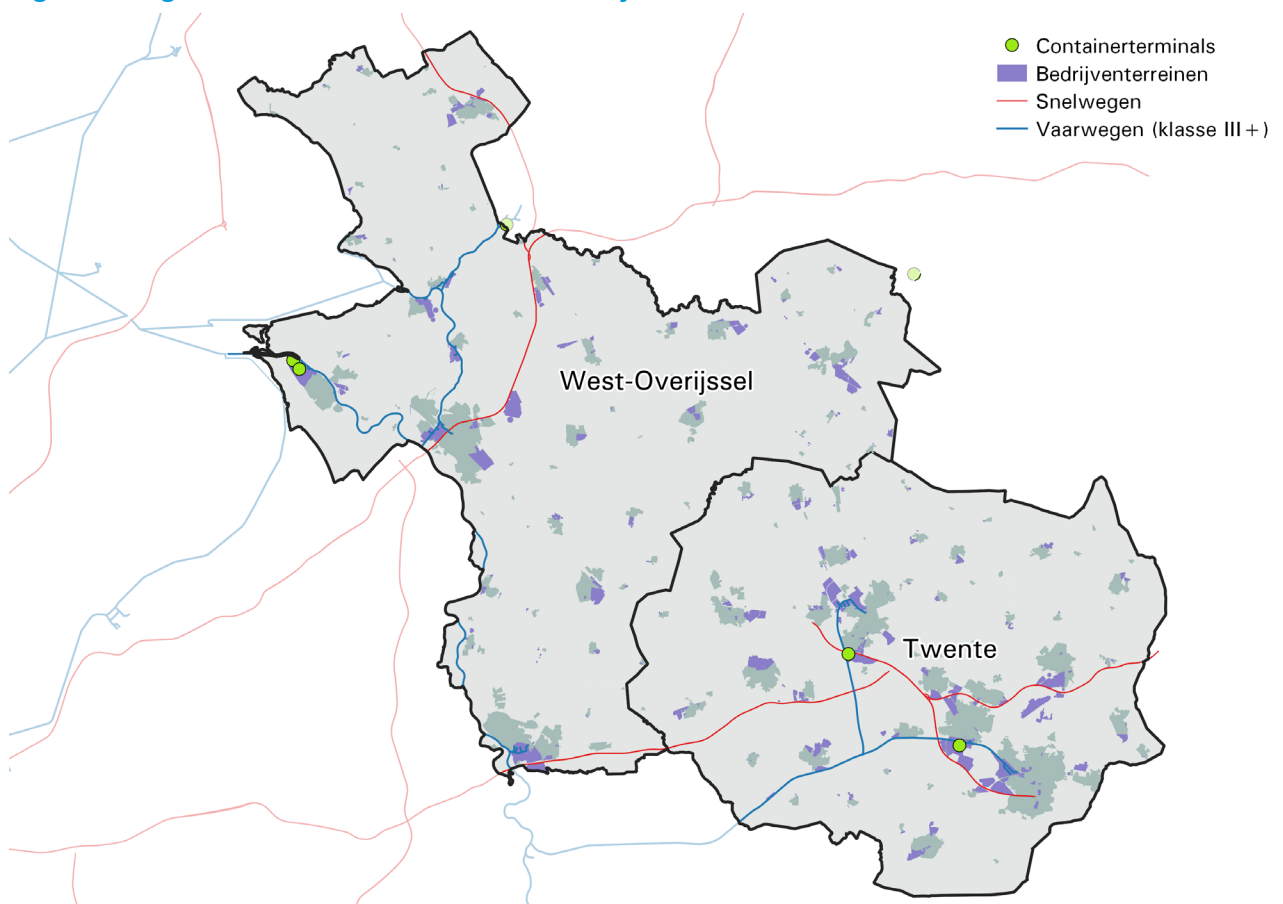 Containerterminals
Bedrijventerreinen
Snelwegen
Vaarwegen (klasse III+)
West-Overijssel
Twente